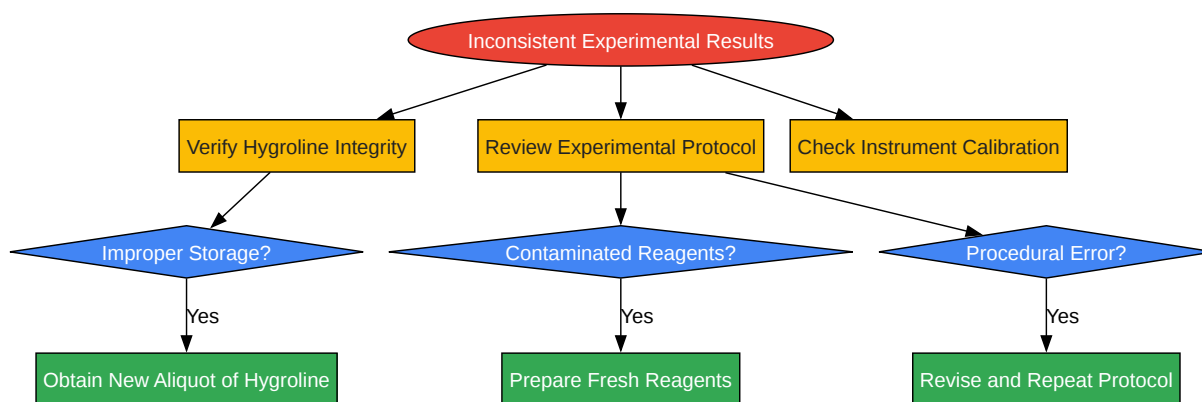 Inconsistent Experimental Results
Verify Hygroline Integrity
Review Experimental Protocol
Check Instrument Calibration
Improper Storage?
Contaminated Reagents?
Procedural Error?
Yes
Yes
Yes
Obtain New Aliquot of Hygroline
Prepare Fresh Reagents
Revise and Repeat Protocol